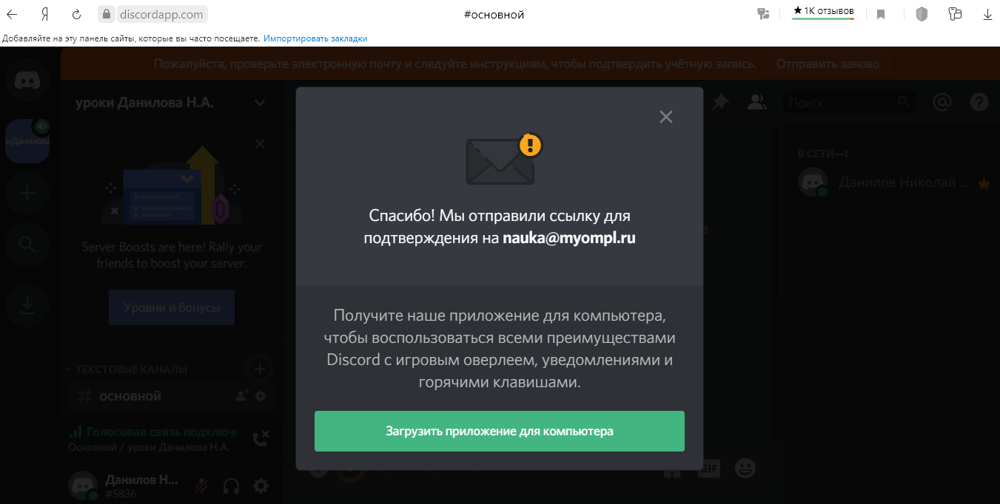 Я
discordapp.com
#основной
★1К отзывов
Добавляйте на эту панель сайты, которые вы часто посещаете. Импортировать закладки
Пожалуйста, проверьте электронную почту и следуйте инструкциям, чтобы подтвердить учётную запись. Отправить заново
уроки Данилова Н.А.
Поиск
Спасибо! Мы отправили ссылку для
подтверждения на nauka@myompl.ru
В СЕТИ—1
Данилов Николай ...
Server Boosts are here! Rally your
friends to boost your server.
Уровни и бонусы
Получите наше приложение для компьютера,
чтобы воспользоваться всеми преимуществами
Discord с игровым оверлеем, уведомлениями и
горячими клавишами.
Загрузить приложение для компьютера
ТЕКСТОВЫЕ КАНАЛЫ
основной
Голосовая связь
Основной / уроки Данилова Н.А.
Данилов Н...
#5836
GIF